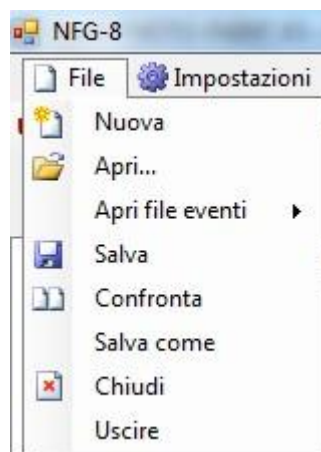 NFG-8
File Impostazioni
Nuova
Apri...
Apri file eventi
Salva
Confronta
Salva come
Chiudi
Uscire